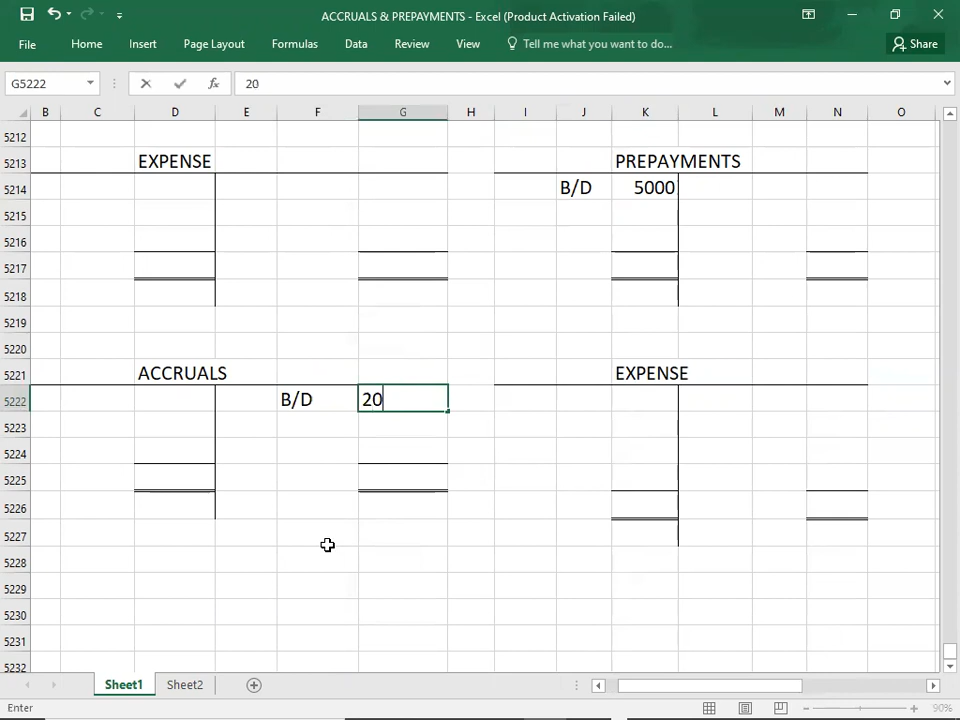 ACCRUALS & PREPAYMENTS - Excel (Product Activation Failed)
File Home Insert Page Layout Formulas Data Review View Tell me what you want to do... Share
G5222 fx 20
B C D E F G H I J K L M N O
5212
5213 EXPENSE PREPAYMENTS
5214 B/D 5000
5215
5216
5217
5218
5219
5220
5221 ACCRUALS EXPENSE
5222 B/D 20
5223
5224
5225
5226
5227
5228
5229
5230
5231
5232
Sheet1 Sheet2
Enter 90%